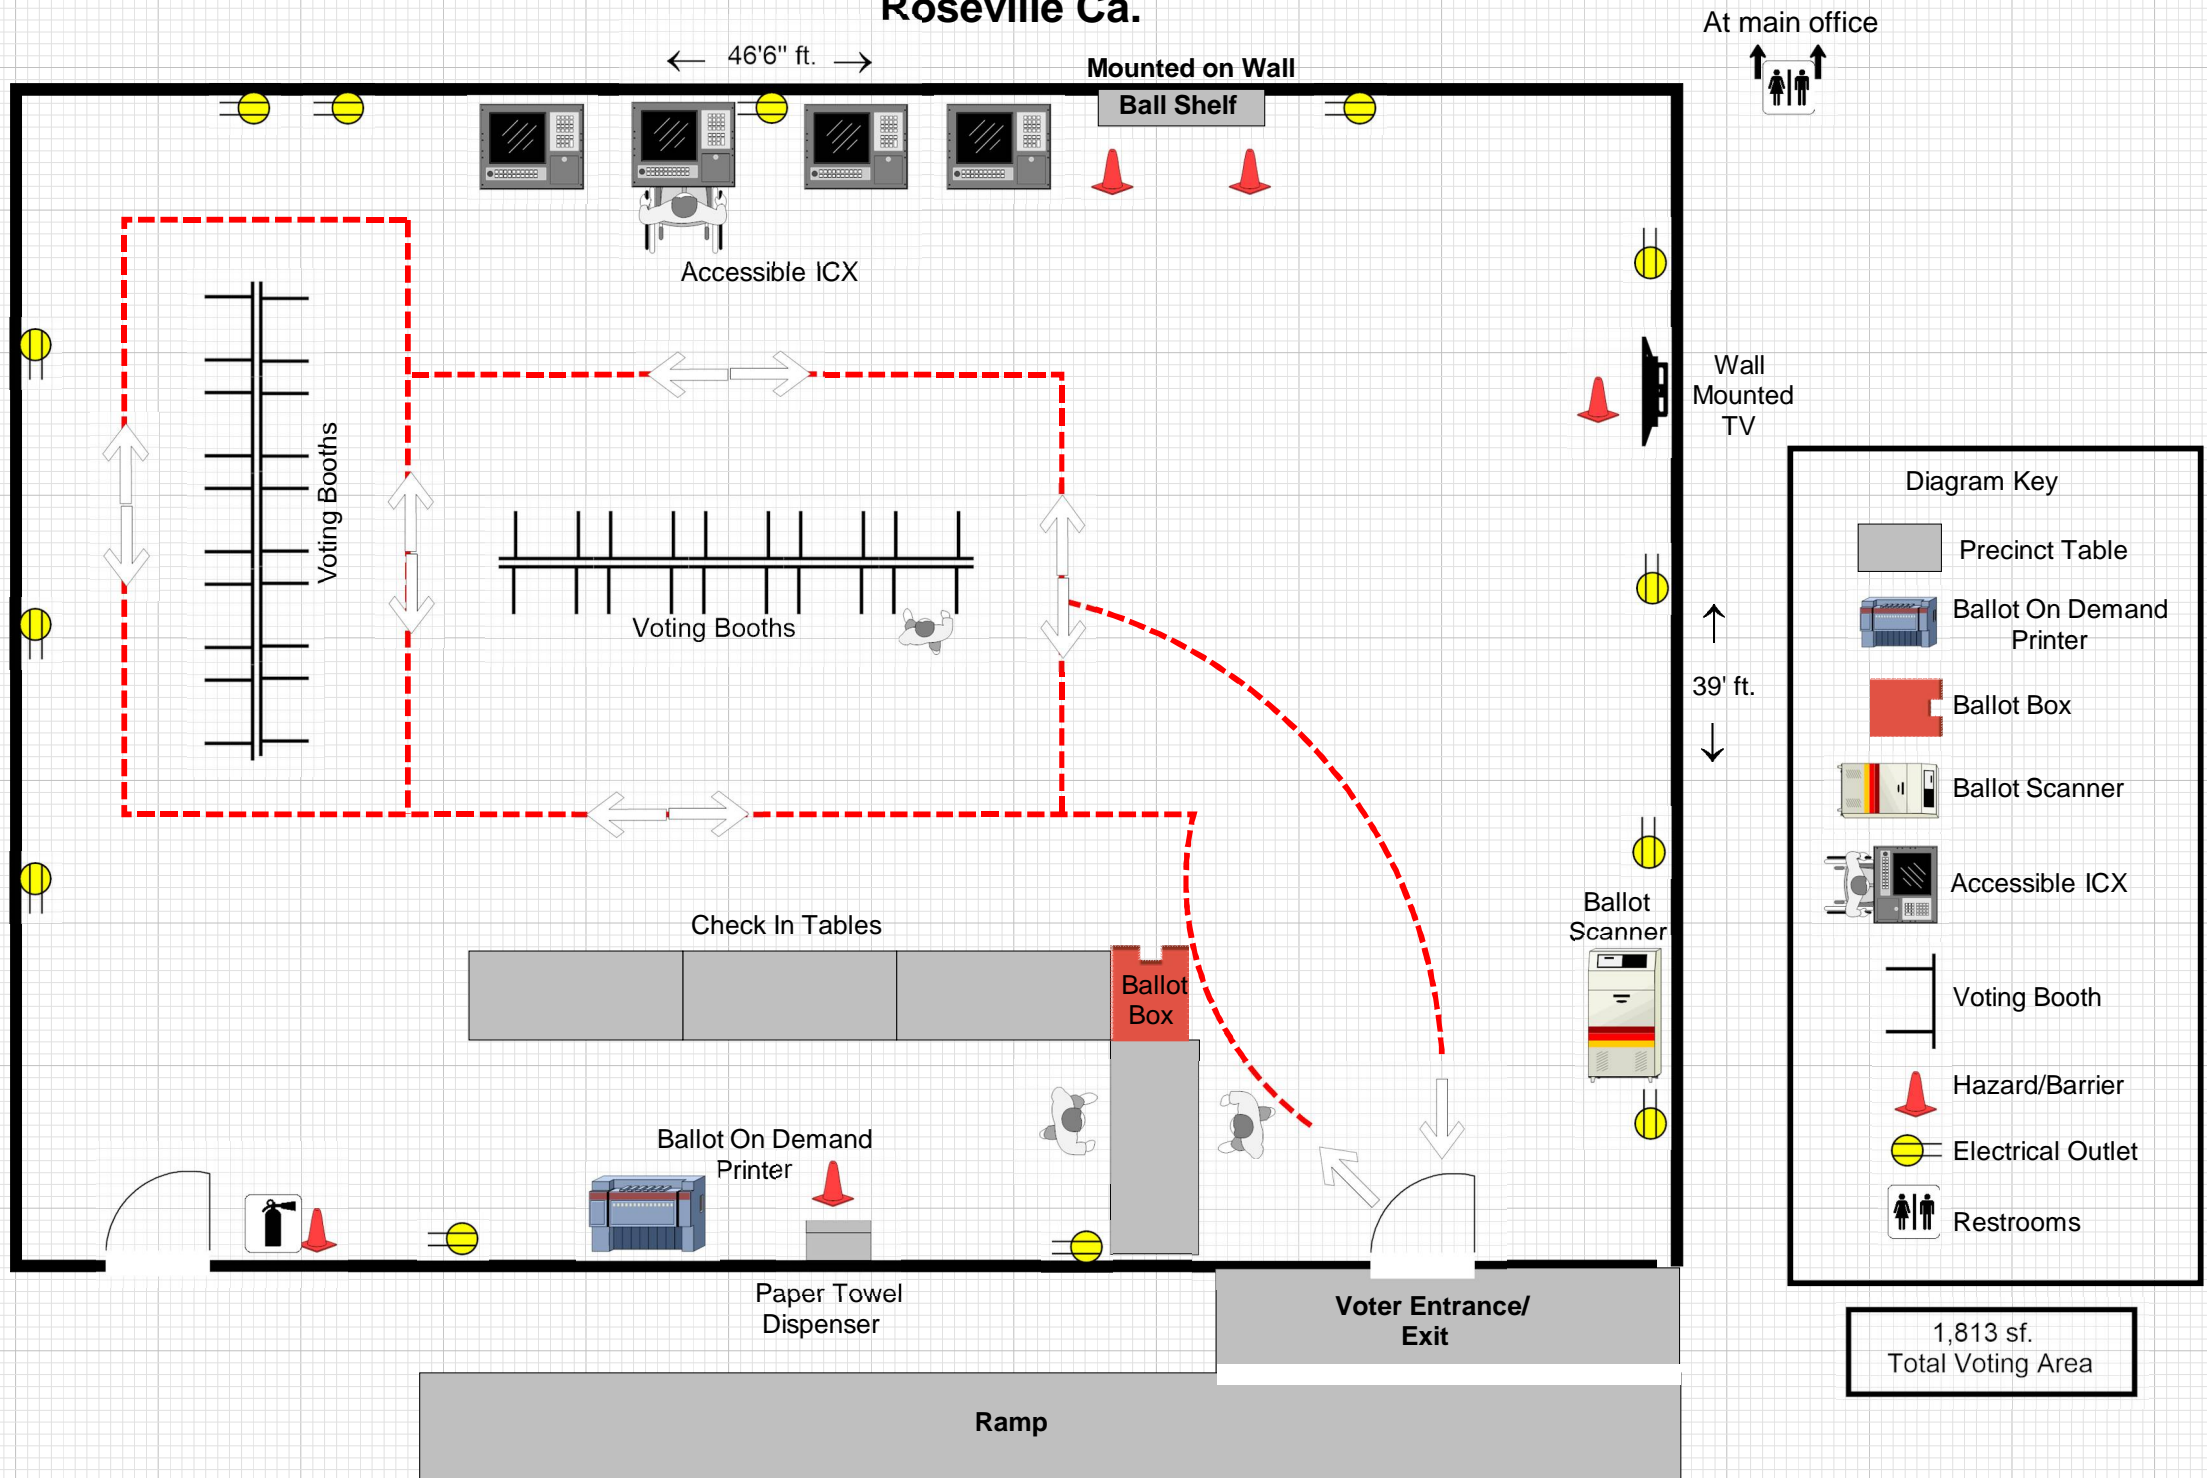 Roseville Ca.
At main office
46'6" ft.
Mounted on Wall
Ball Shelf
Accessible ICX
Wall
Mounted
TV
Voting Booths
Voting Booths
39' ft.
Check In Tables
Ballot
Box
Ballot
Scanner
Ballot On Demand
Printer
Paper Towel
Dispenser
Voter Entrance/
Exit
Ramp
Diagram Key
Precinct Table
Ballot On Demand
Printer
Ballot Box
Ballot Scanner
Accessible ICX
Voting Booth
Hazard/Barrier
Electrical Outlet
Restrooms
1,813 sf.
Total Voting Area